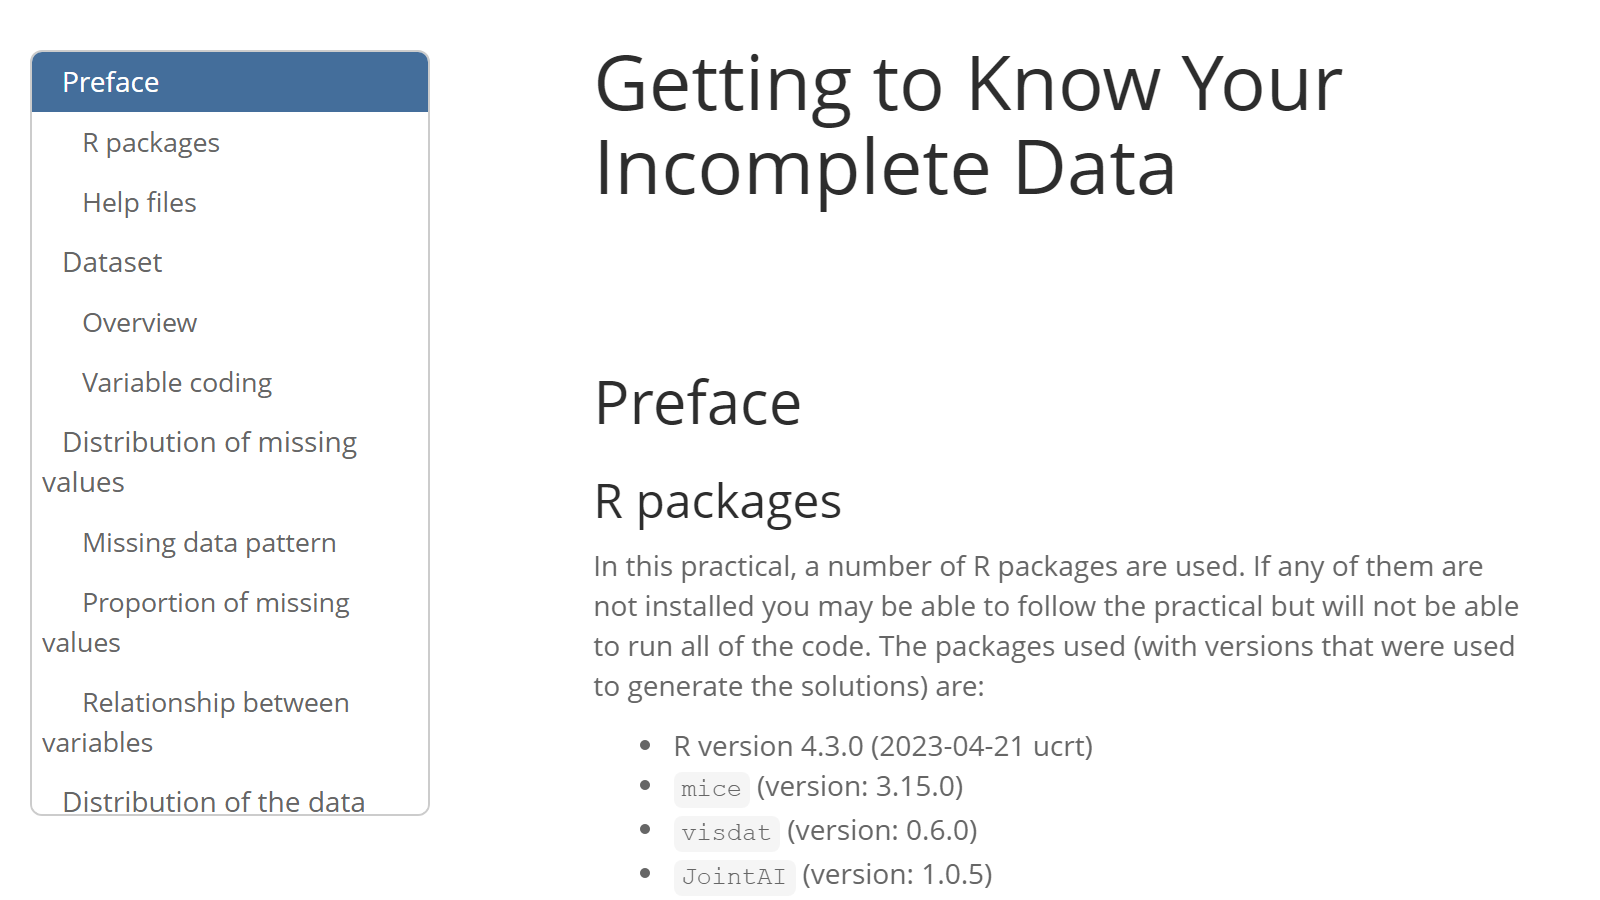 Preface
R packages
Help files
Dataset
Overview
Variable coding
Distribution of missing
values
Missing data pattern
Proportion of missing
values
Relationship between
variables
Distribution of the data
Getting to Know Your
Incomplete Data
Preface
R packages
In this practical, a number of R packages are used. If any of them are
not installed you may be able to follow the practical but will not be able
to run all of the code. The packages used (with versions that were used
to generate the solutions) are:
R version 4.3.0 (2023-04-21 ucrt)
mice (version: 3.15.0)
visdat (version: 0.6.0)
JointAI (version: 1.0.5)